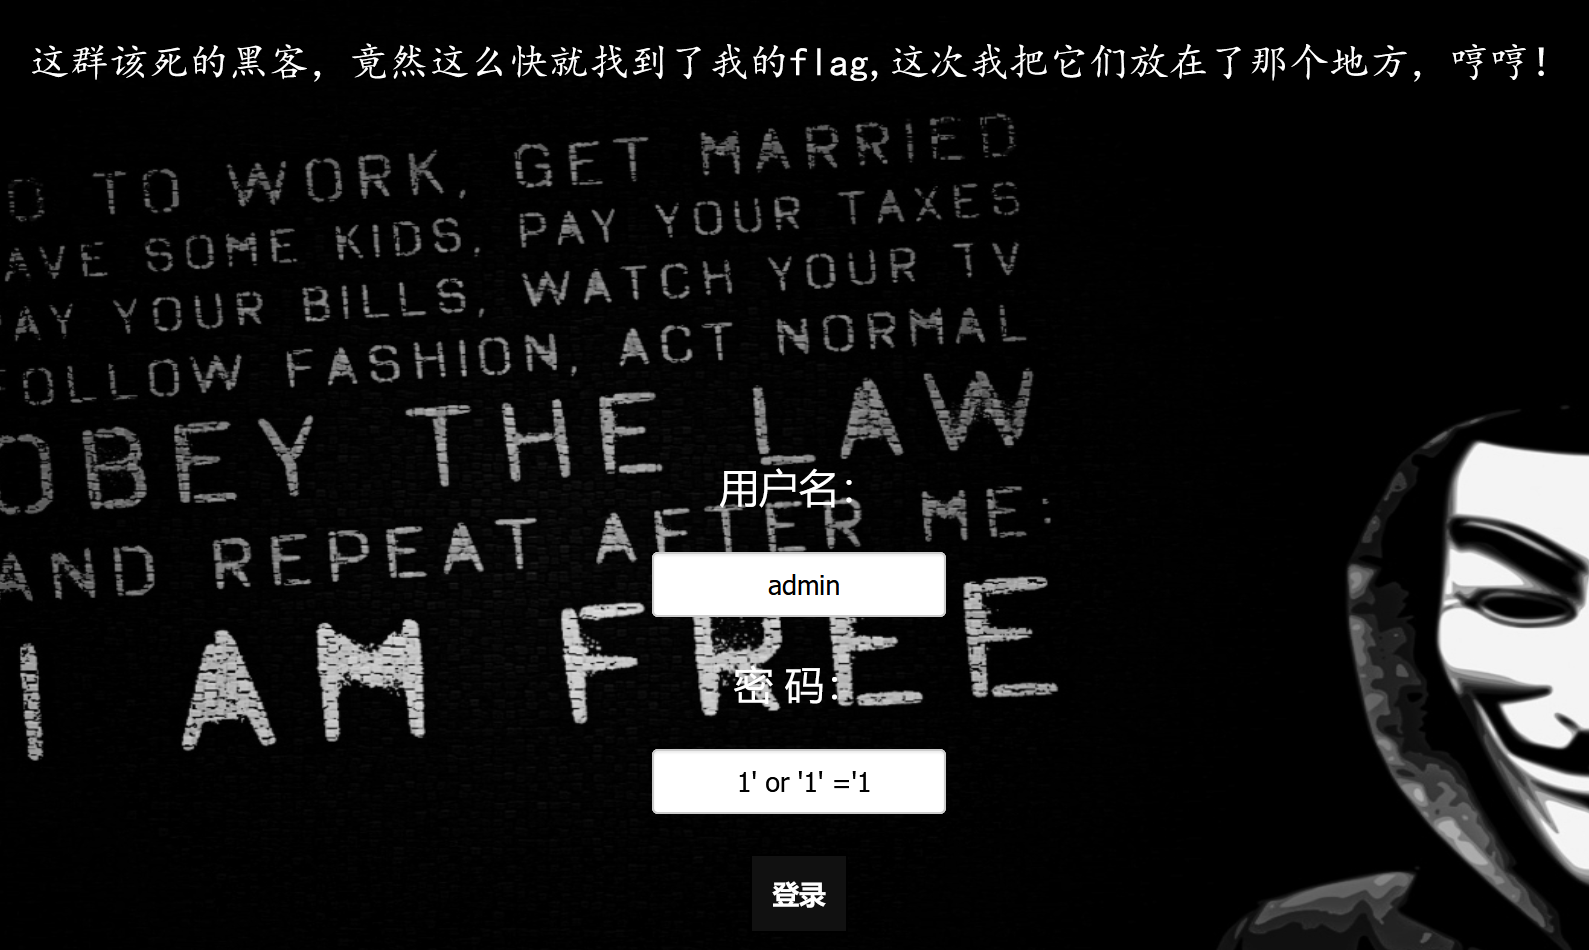 这群该死的黑客，竟然这么快就找到了我的flag,这次我把它们放在了那个地方，哼哼！
O TO WORK, GET MARRIED
AVE SOME KIDS, PAY YOUR TAXES
PAY YOUR BILLS, WATCH YOUR TV
FOLLOW FASHION, ACT NORMAL
OBEY THE LAW
AND REPEAT AFTER ME:
I AM FREE
用户名：
admin
密 码：
1' or '1' ='1
登录